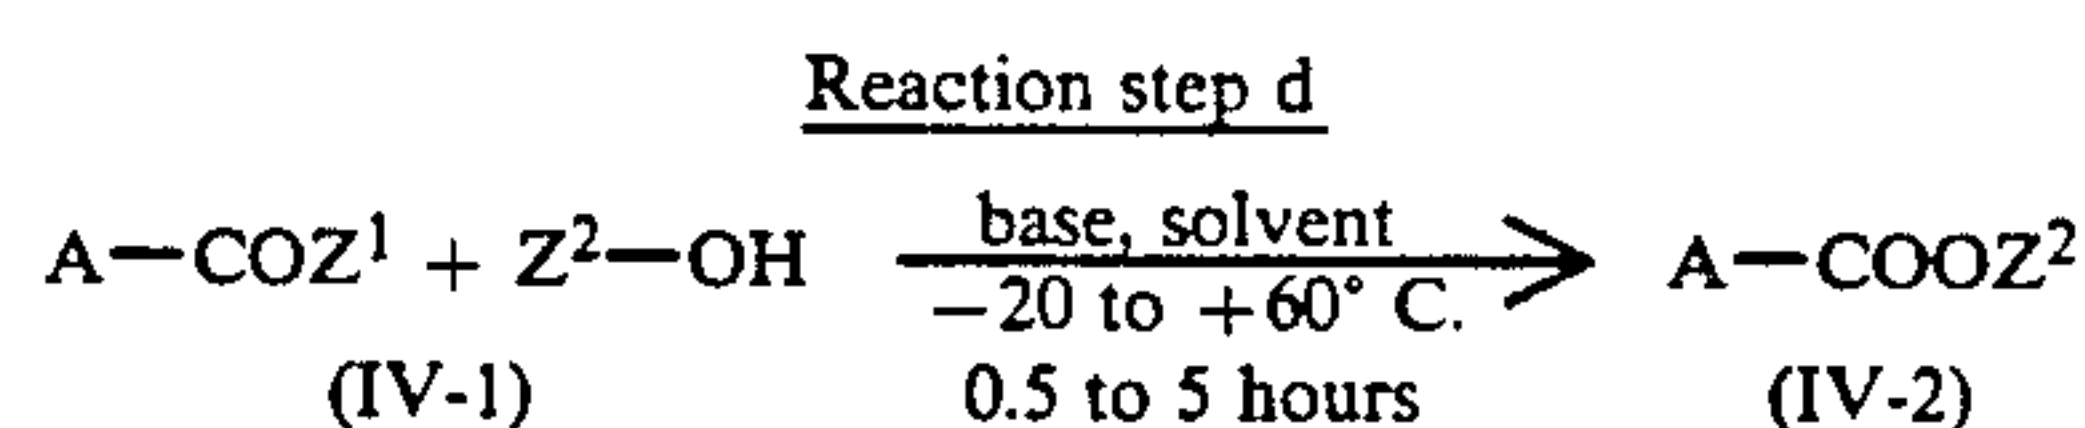 Reaction step d
base, solvent
A—COZ¹ + Z²—OH → A—COOZ²
−20 to +60° C.
(IV-1) 0.5 to 5 hours (IV-2)